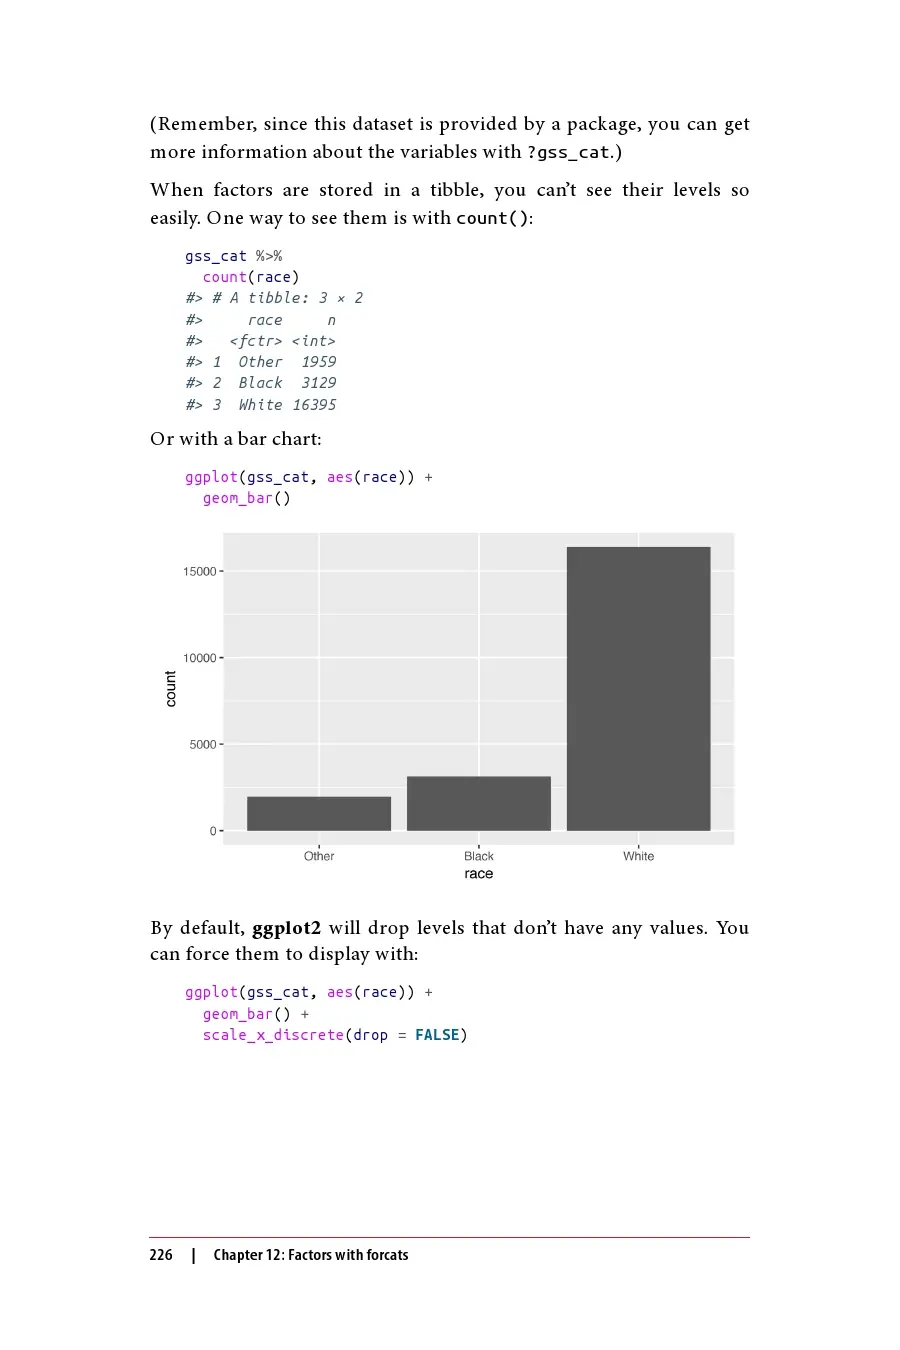 (Remember, since this dataset is provided by a package, you can get
more information about the variables with ?gss_cat.)
When factors are stored in a tibble, you can’t see their levels so
easily. One way to see them is with count():
gss_cat %>%
  count(race)
#> # A tibble: 3 × 2
#>     race     n
#>   <fctr> <int>
#> 1  Other  1959
#> 2  Black  3129
#> 3  White 16395
Or with a bar chart:
ggplot(gss_cat, aes(race)) +
  geom_bar()
15000
10000
5000
0
count
Other Black White
race
By default, ggplot2 will drop levels that don’t have any values. You
can force them to display with:
ggplot(gss_cat, aes(race)) +
  geom_bar() +
  scale_x_discrete(drop = FALSE)
226 | Chapter 12: Factors with forcats